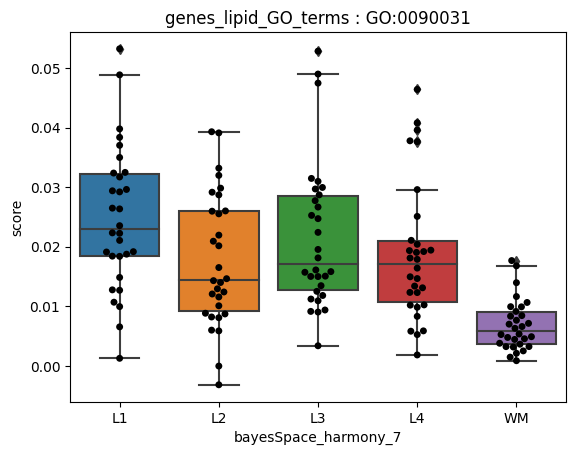 genes_lipid_GO_terms : GO:0090031
0.05
0.04
0.03
0.02
0.01
0.00
score
L1 L2 L3 L4 WM
bayesSpace_harmony_7